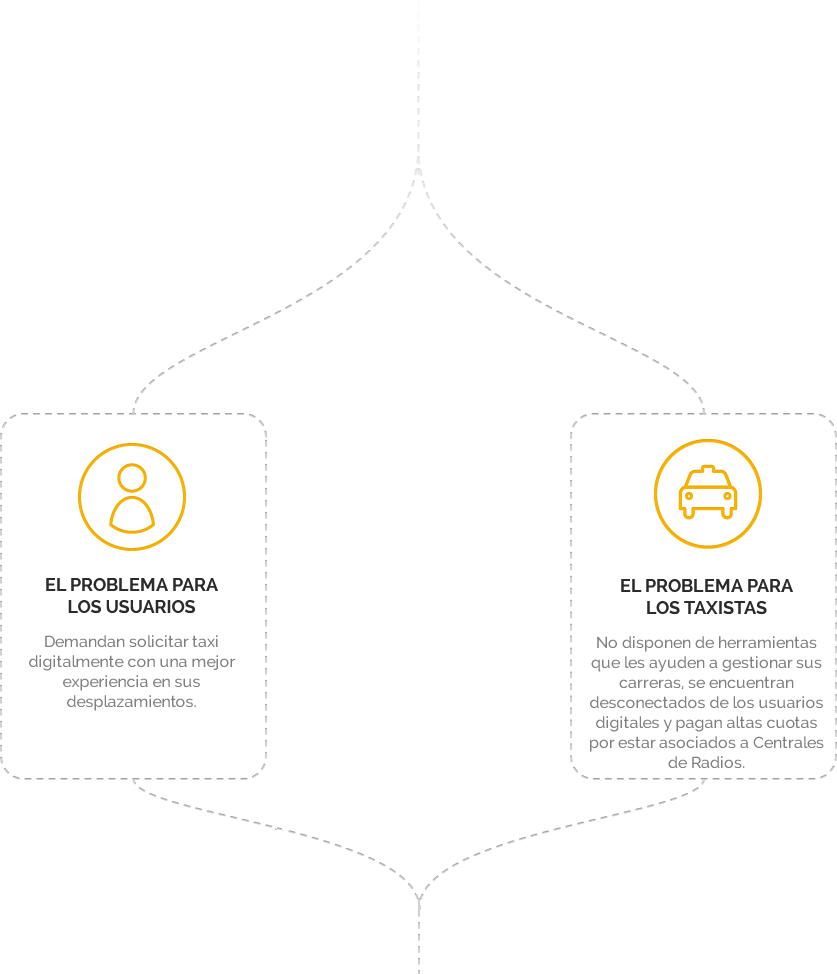 EL PROBLEMA PARA
LOS USUARIOS
Demandan solicitar taxi
digitalmente con una mejor
experiencia en sus
desplazamientos.
EL PROBLEMA PARA
LOS TAXISTAS
No disponen de herramientas
que les ayuden a gestionar sus
carreras, se encuentran
desconectados de los usuarios
digitales y pagan altas cuotas
por estar asociados a Centrales
de Radios.